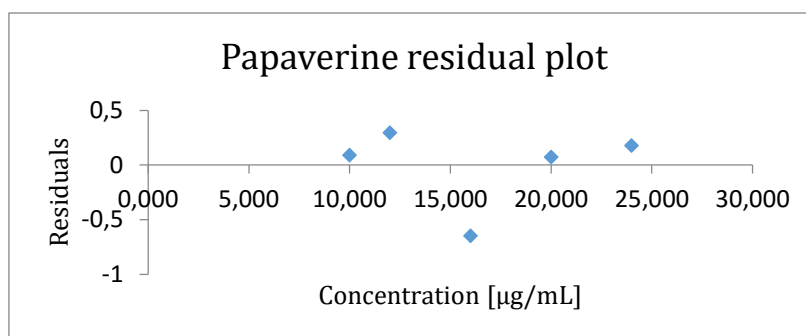 Papaverine residual plot
0,5
0
-0,5
-1
0,000 5,000 10,000 15,000 20,000 25,000 30,000
Residuals
Concentration [µg/mL]